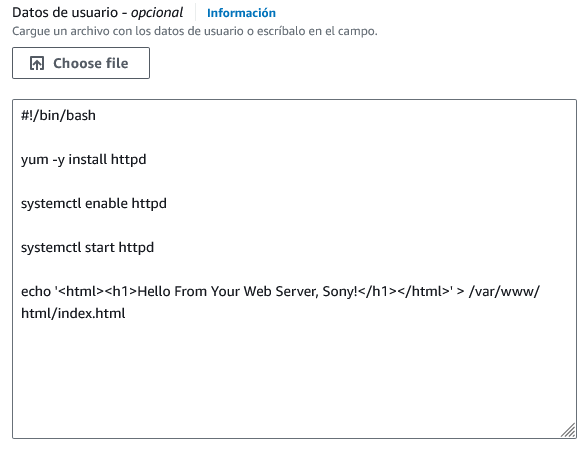 Datos de usuario - opcional Información
Cargue un archivo con los datos de usuario o escríbalo en el campo.
Choose file
#!/bin/bash
yum -y install httpd
systemctl enable httpd
systemctl start httpd
echo '<html><h1>Hello From Your Web Server, Sony!</h1></html>' > /var/www/
html/index.html